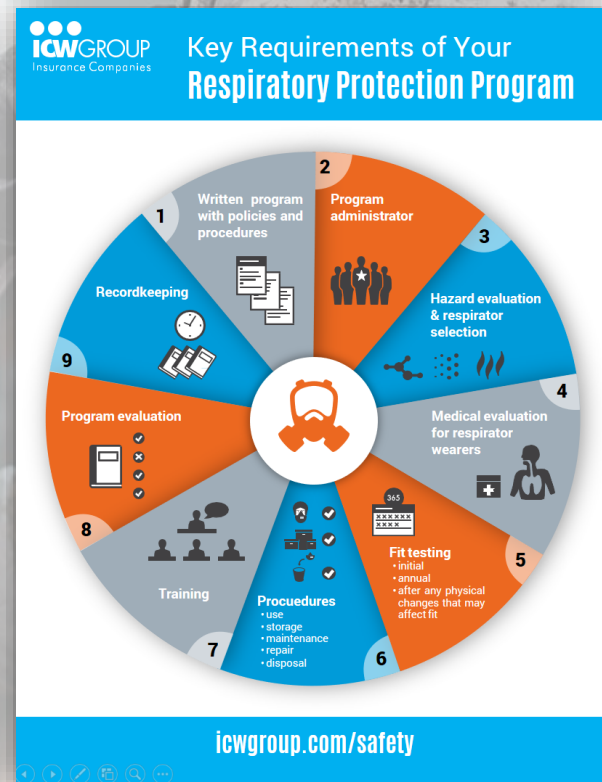 ICWGROUP
Insurance Companies
Key Requirements of Your
Respiratory Protection Program
1
Written program
with policies and
procedures
2
Program
administrator
3
Hazard evaluation
& respirator
selection
4
Medical evaluation
for respirator
wearers
5
365
Fit testing
• initial
• annual
• after any physical
changes that may
affect fit
6
Procuedures
• use
• storage
• maintenance
• repair
• disposal
7
Training
8
Program evaluation
9
Recordkeeping
icwgroup.com/safety